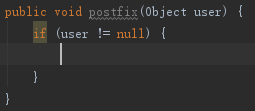 public void postfix(Object user) {
if (user != null) {
}
}